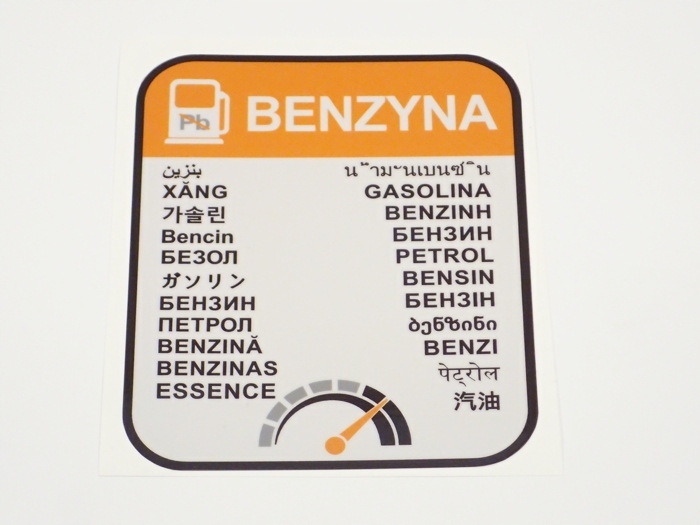 Pb
BENZYNA
بنزين
XĂNG
가솔린
Bencin
БЕЗОЛ
ガソリン
БЕНЗИН
ПЕТРОЛ
BENZINĂ
BENZINAS
ESSENCE
น ้ำม ันเบนซ ิน
GASOLINA
BENZINH
БЕНЗИН
PETROL
BENSIN
БЕНЗІН
ბენზინი
BENZI
पेट्रोल
汽油